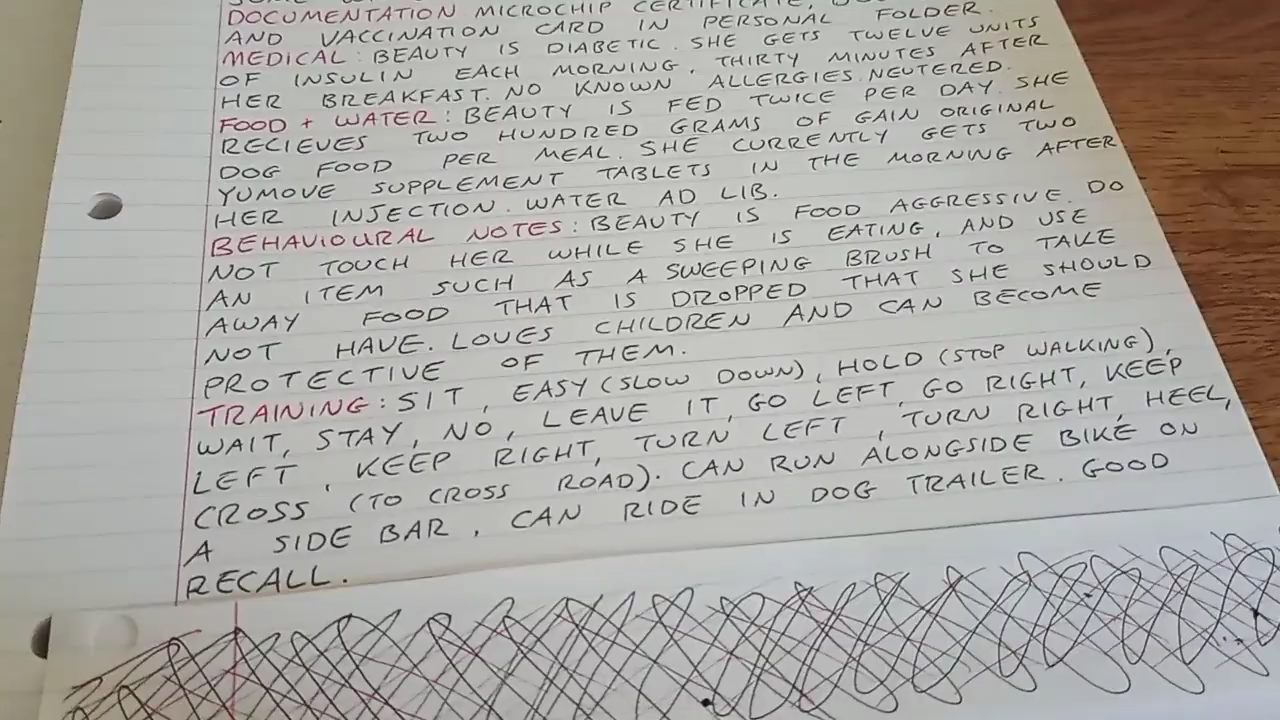 DOCUMENTATION MICROCHIP CERTIFICATE,
AND VACCINATION CARD IN PERSONAL FOLDER.
MEDICAL: BEAUTY IS DIABETIC. SHE GETS TWELVE UNITS
OF INSULIN EACH MORNING, THIRTY MINUTES AFTER
HER BREAKFAST. NO KNOWN ALLERGIES. NEUTERED.
FOOD + WATER: BEAUTY IS FED TWICE PER DAY. SHE
RECIEVES TWO HUNDRED GRAMS OF GAIN ORIGINAL
DOG FOOD PER MEAL. SHE CURRENTLY GETS TWO
YUMOVE SUPPLEMENT TABLETS IN THE MORNING AFTER
HER INJECTION. WATER AD LIB.
BEHAVIOURAL NOTES: BEAUTY IS FOOD AGGRESSIVE. DO
NOT TOUCH HER WHILE SHE IS EATING, AND USE
AN ITEM SUCH AS A SWEEPING BRUSH TO TAKE
AWAY FOOD THAT IS DROPPED THAT SHE SHOULD
NOT HAVE. LOVES CHILDREN AND CAN BECOME
PROTECTIVE OF THEM.
TRAINING: SIT, EASY (SLOW DOWN), HOLD (STOP WALKING),
WAIT, STAY, NO, LEAVE IT, GO LEFT, GO RIGHT, KEEP
LEFT, KEEP RIGHT, TURN LEFT, TURN RIGHT, HEEL,
CROSS (TO CROSS ROAD). CAN RUN ALONGSIDE BIKE ON
A SIDE BAR. CAN RIDE IN DOG TRAILER. GOOD
RECALL.